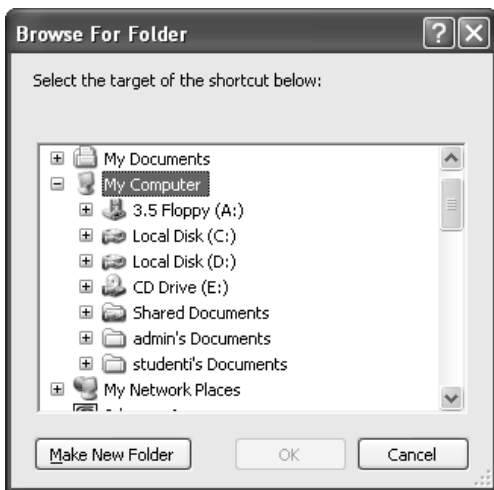 Browse For Folder
Select the target of the shortcut below:
My Documents
My Computer
3.5 Floppy (A:)
Local Disk (C:)
Local Disk (D:)
CD Drive (E:)
Shared Documents
admin's Documents
studenti's Documents
My Network Places
Make New Folder OK Cancel